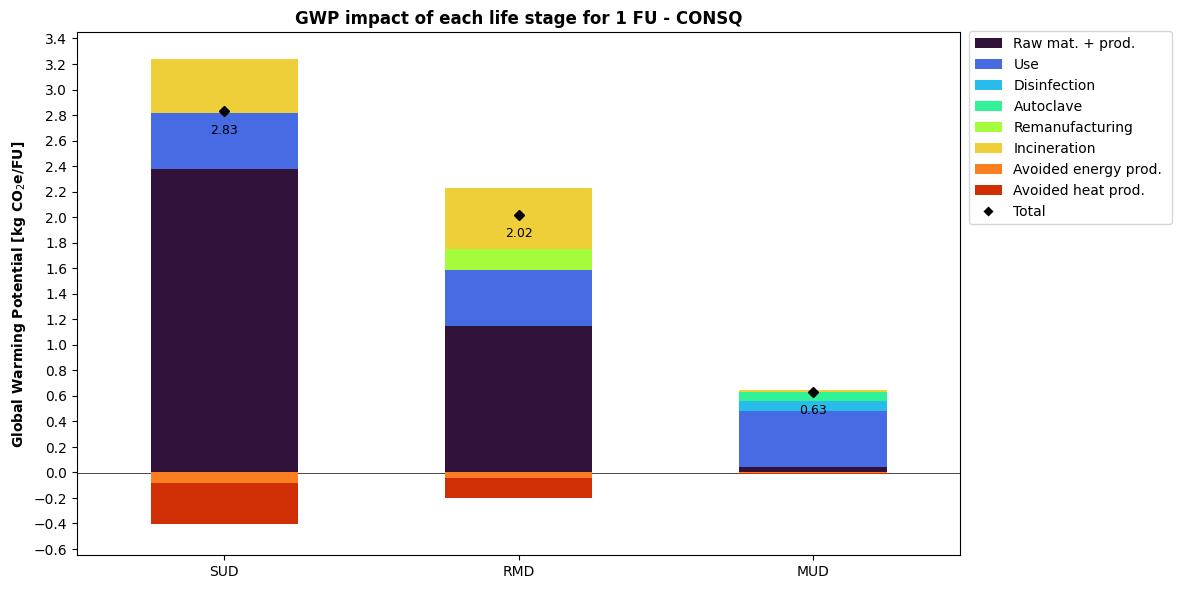 GWP impact of each life stage for 1 FU - CONSQ
Global Warming Potential [kg CO₂e/FU]
3.4
3.2
3.0
2.8
2.6
2.4
2.2
2.0
1.8
1.6
1.4
1.2
1.0
0.8
0.6
0.4
0.2
0.0
−0.2
−0.4
−0.6
2.83
2.02
0.63
SUD
RMD
MUD
Raw mat. + prod.
Use
Disinfection
Autoclave
Remanufacturing
Incineration
Avoided energy prod.
Avoided heat prod.
Total